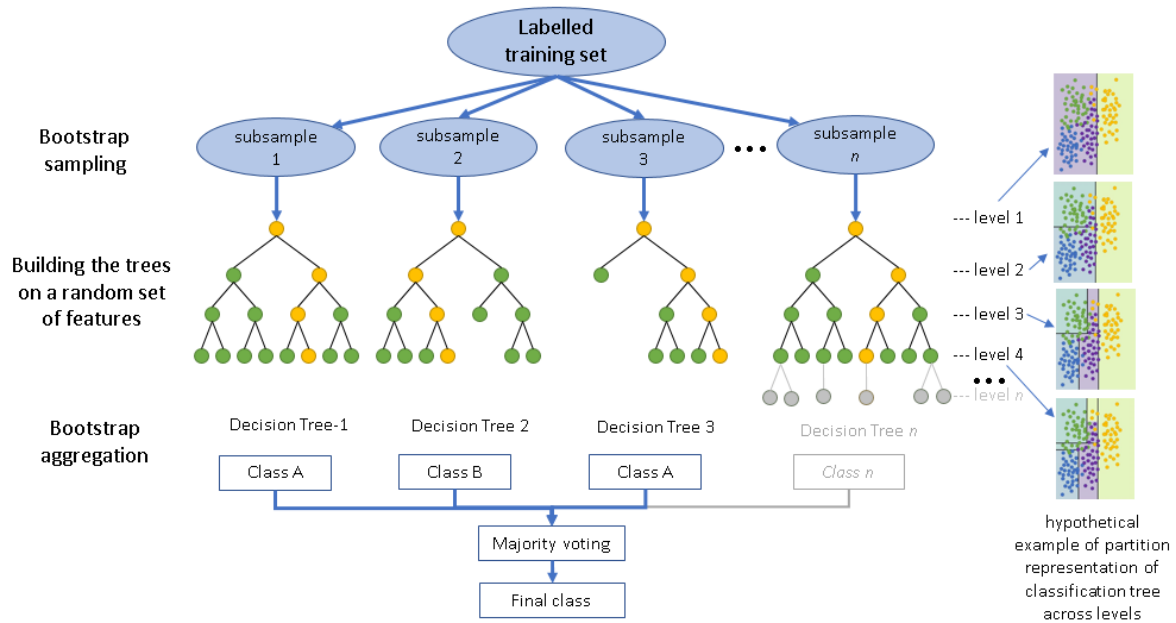 Labelled
training set
Bootstrap
sampling
subsample
1
subsample
2
subsample
3
•••
subsample
n
Building the trees
on a random set
of features
--- level 1
--- level 2
--- level 3
--- level 4
•••
--- level n
Bootstrap
aggregation
Decision Tree-1
Decision Tree 2
Decision Tree 3
Decision Tree n
Class A
Class B
Class A
Class n
Majority voting
Final class
hypothetical
example of partition
representation of
classification tree
across levels